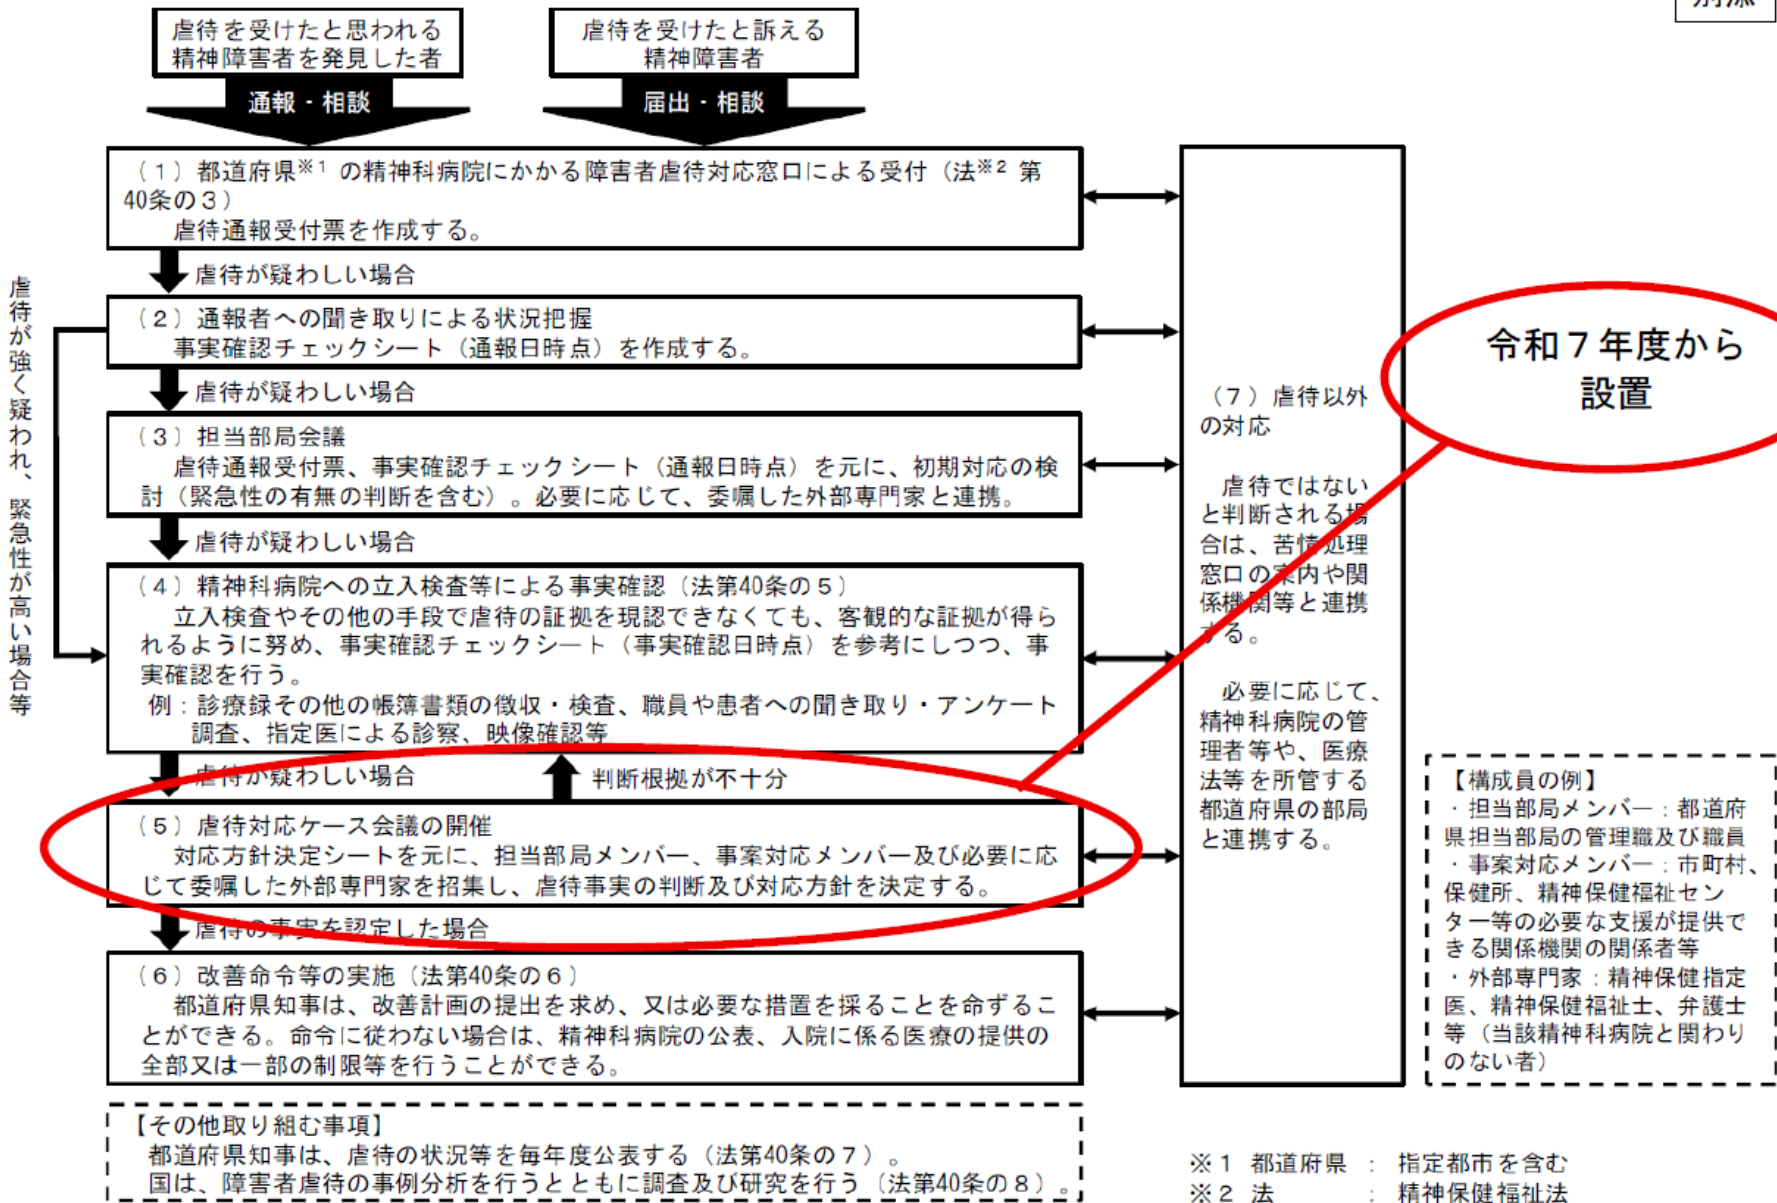 虐待を受けたと思われる
精神障害者を発見した者
虐待を受けたと訴える
精神障害者
通報・相談
届出・相談
（１）都道府県※１ の精神科病院にかかる障害者虐待対応窓口による受付（法※２ 第
40条の３）
虐待通報受付票を作成する。
虐待が疑わしい場合
（２）通報者への聞き取りによる状況把握
事実確認チェックシート（通報日時点）を作成する。
虐待が疑わしい場合
（３）担当部局会議
虐待通報受付票、事実確認チェックシート（通報日時点）を元に、初期対応の検
討（緊急性の有無の判断を含む）。必要に応じて、委嘱した外部専門家と連携。
虐待が疑わしい場合
虐待が強く疑われ、緊急性が高い場合等
（４）精神科病院への立入検査等による事実確認（法第40条の５）
立入検査やその他の手段で虐待の証拠を現認できなくても、客観的な証拠が得ら
れるように努め、事実確認チェックシート（事実確認日時点）を参考にしつつ、事
実確認を行う。
例：診療録その他の帳簿書類の徴収・検査、職員や患者への聞き取り・アンケート
調査、指定医による診察、映像確認等
虐待が疑わしい場合
判断根拠が不十分
（５）虐待対応ケース会議の開催
対応方針決定シートを元に、担当部局メンバー、事案対応メンバー及び必要に応
じて委嘱した外部専門家を招集し、虐待事実の判断及び対応方針を決定する。
虐待の事実を認定した場合
（６）改善命令等の実施（法第40条の６）
都道府県知事は、改善計画の提出を求め、又は必要な措置を採ることを命ずるこ
とができる。命令に従わない場合は、精神科病院の公表、入院に係る医療の提供の
全部又は一部の制限等を行うことができる。
【その他取り組む事項】
都道府県知事は、虐待の状況等を毎年度公表する（法第40条の７）。
国は、障害者虐待の事例分析を行うとともに調査及び研究を行う（法第40条の８）。
（７）虐待以外
の対応
虐待ではない
と判断される場
合は、苦情処理
窓口の案内や関
係機関等と連携
する。
必要に応じて、
精神科病院の管
理者等や、医療
法等を所管する
都道府県の部局
と連携する。
令和７年度から
設置
【構成員の例】
・担当部局メンバー：都道府
県担当部局の管理職及び職員
・事案対応メンバー：市町村、
保健所、精神保健福祉セン
ター等の必要な支援が提供で
きる関係機関の関係者等
・外部専門家：精神保健指定
医、精神保健福祉士、弁護士
等（当該精神科病院と関わり
のない者）
※１ 都道府県 ： 指定都市を含む
※２ 法 ： 精神保健福祉法